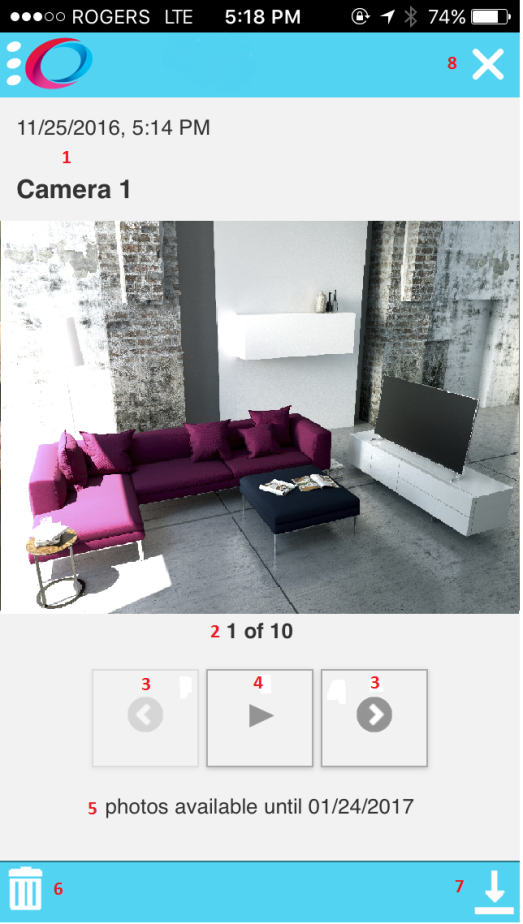 ROGERS LTE 5:18 PM 74%
8
11/25/2016, 5:14 PM
1
Camera 1
2 1 of 10
3 4 3
5 photos available until 01/24/2017
6 7